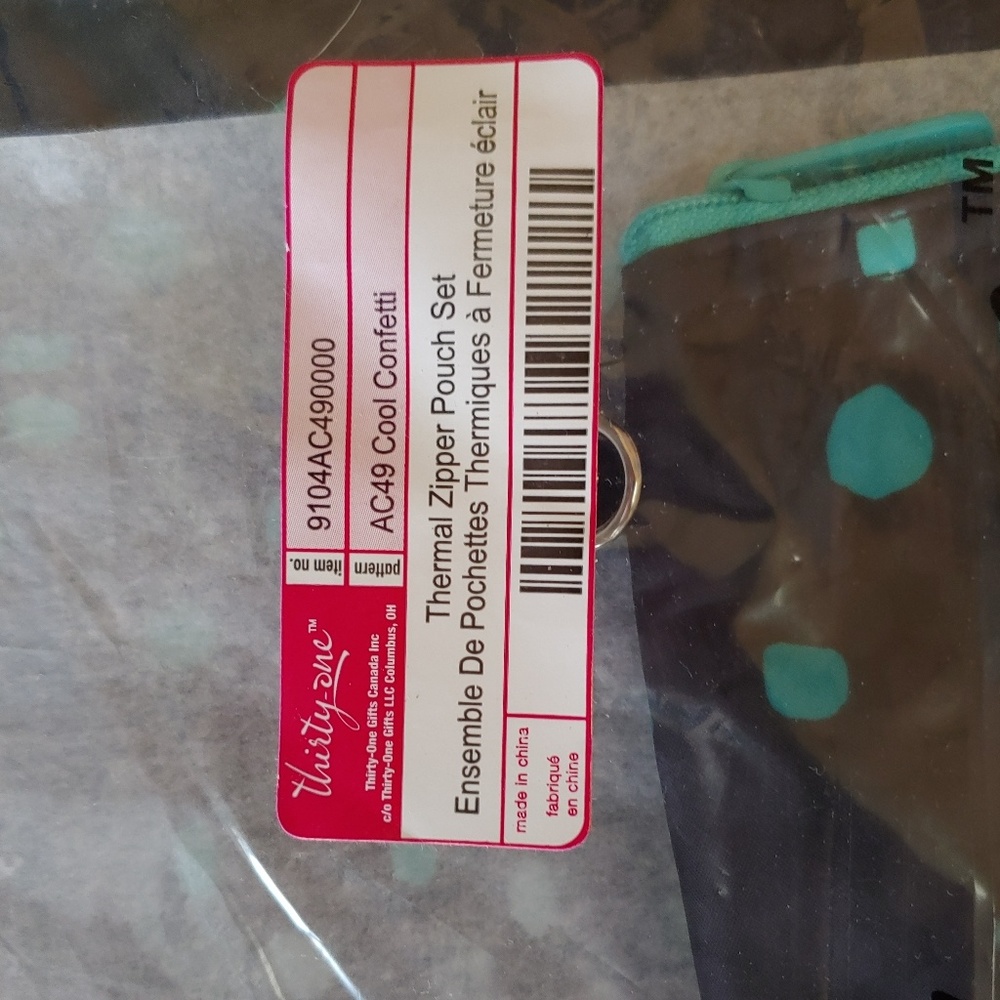 thirty-one™
Thirty-One Gifts Canada Inc
c/o Thirty-One Gifts LLC Columbus, OH
item no.
9104AC490000
pattern
AC49 Cool Confetti
Thermal Zipper Pouch Set
Ensemble De Pochettes Thermiques à Fermeture éclair
made in china
fabriqué
en chine
TM